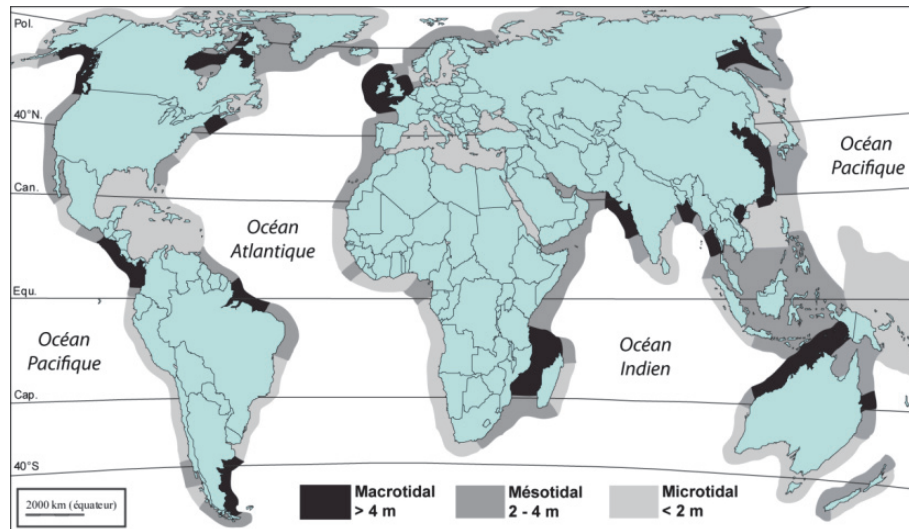 Pol.
40°N.
Océan
Pacifique
Can.
Océan
Atlantique
Equ.
Océan
Pacifique
Océan
Indien
Cap.
40°S
2000 km (équateur)
Macrotidal
> 4 m
Mésotidal
2 - 4 m
Microtidal
< 2 m